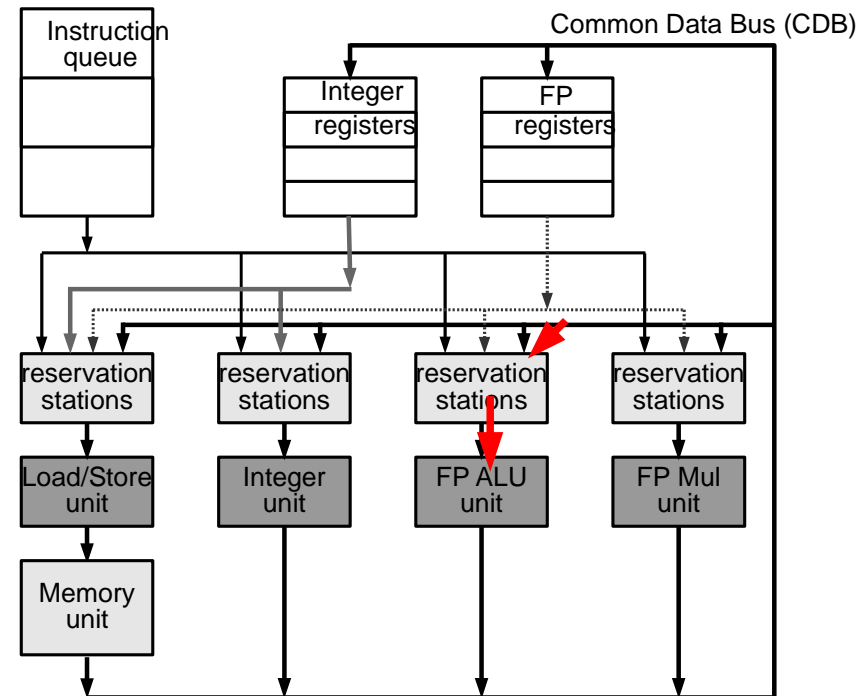 Common Data Bus (CDB)
Instruction
queue
Integer
registers
FP
registers
reservation
stations
reservation
stations
reservation
stations
reservation
stations
Load/Store
unit
Integer
unit
FP ALU
unit
FP Mul
unit
Memory
unit